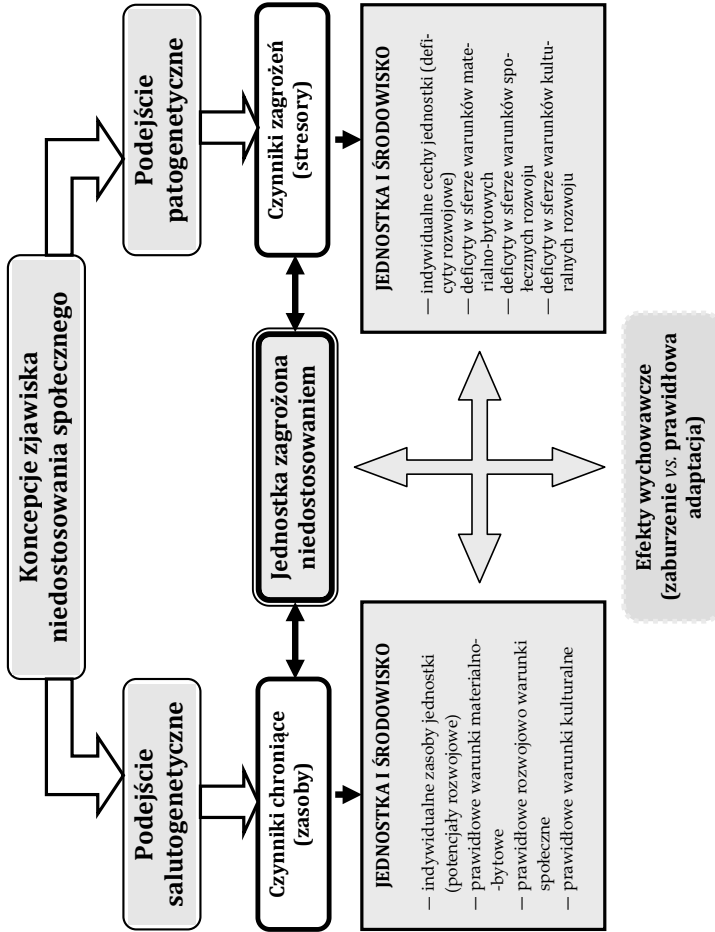 Koncepcje zjawiska
niedostosowania społecznego
Podejście
salutogenetyczne
Podejście
patogenetyczne
Czynniki chroniące
(zasoby)
Jednostka zagrożona
niedostosowaniem
Czynniki zagrożeń
(stresory)
JEDNOSTKA I ŚRODOWISKO
— indywidualne zasoby jednostki
(potencjały rozwojowe)
— prawidłowe warunki materialno-
-bytowe
— prawidłowe rozwojowo warunki
społeczne
— prawidłowe warunki kulturalne
JEDNOSTKA I ŚRODOWISKO
— indywidualne cechy jednostki (defi-
cyty rozwojowe)
— deficyty w sferze warunków mate-
rialno-bytowych
— deficyty w sferze warunków spo-
łecznych rozwoju
— deficyty w sferze warunków kultu-
ralnych rozwoju
Efekty wychowawcze
(zaburzenie vs. prawidłowa
adaptacja)